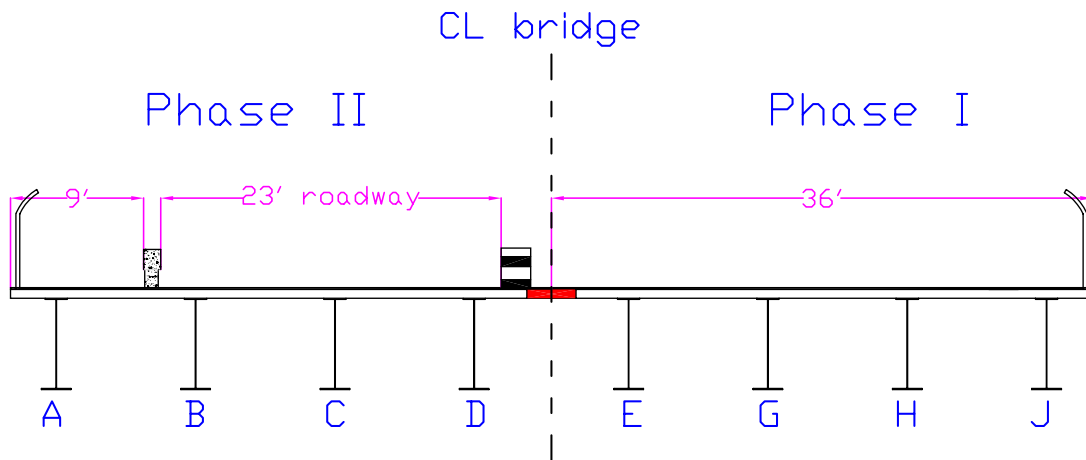 CL bridge
Phase II
Phase I
9'
23' roadway
36'
A
B
C
D
E
G
H
J